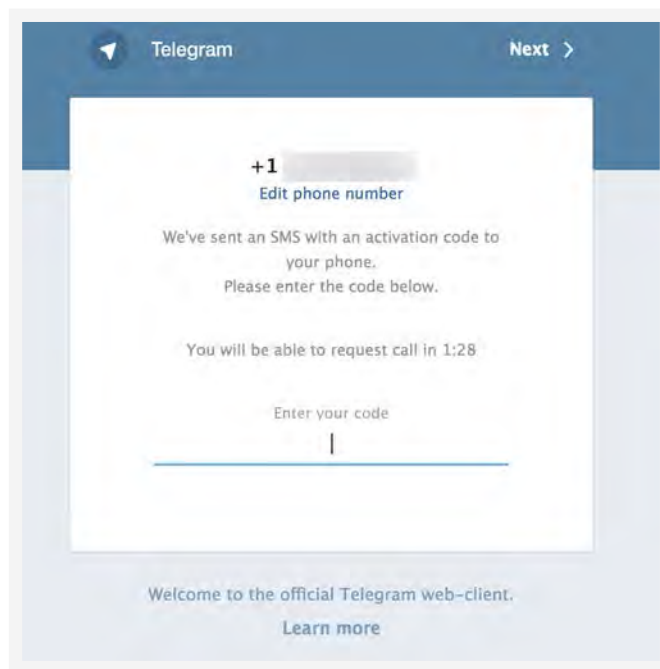 Telegram Next
+1
Edit phone number
We've sent an SMS with an activation code to
your phone.
Please enter the code below.
You will be able to request call in 1:28
Enter your code
Welcome to the official Telegram web-client.
Learn more